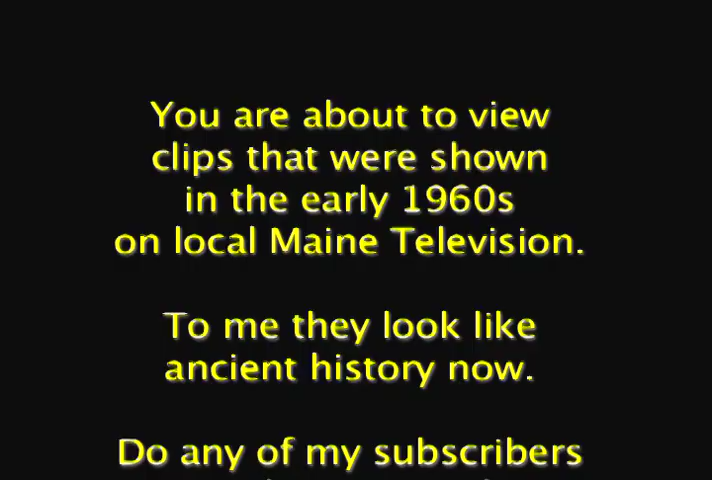 You are about to view
clips that were shown
in the early 1960s
on local Maine Television.
To me they look like
ancient history now.
Do any of my subscribers